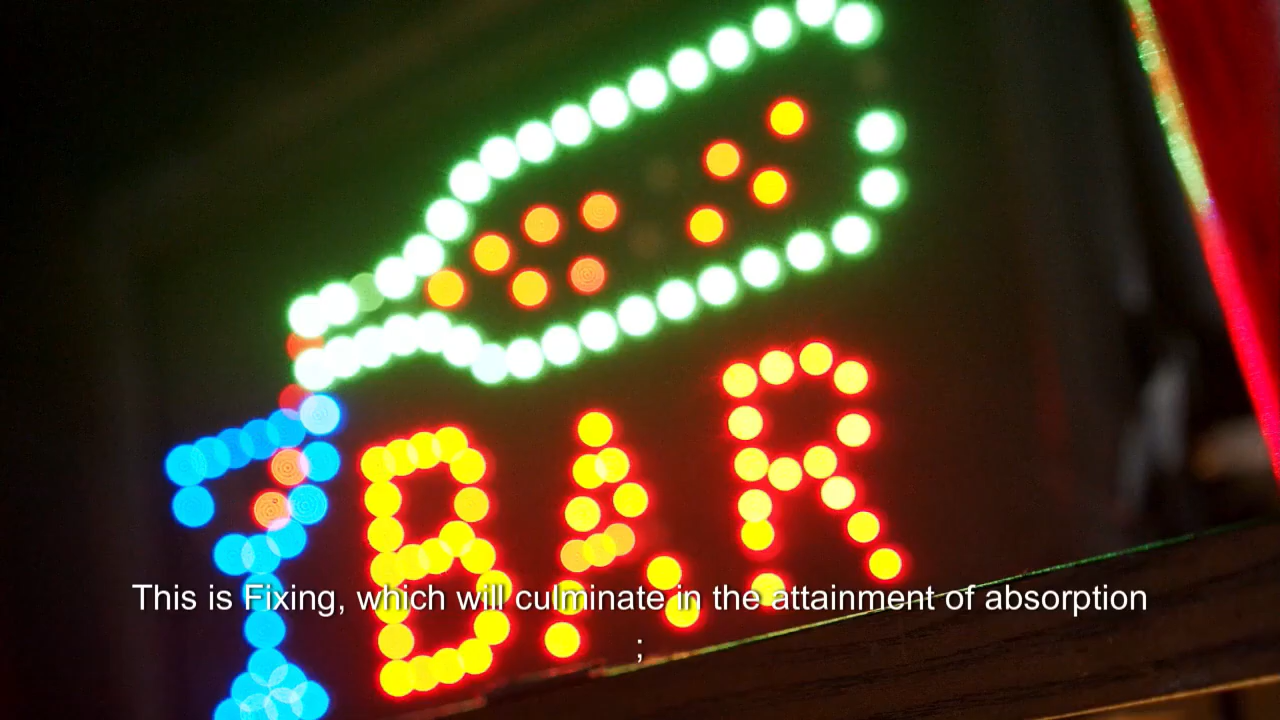 BAR
This is Fixing, which will culminate in the attainment of absorption
;